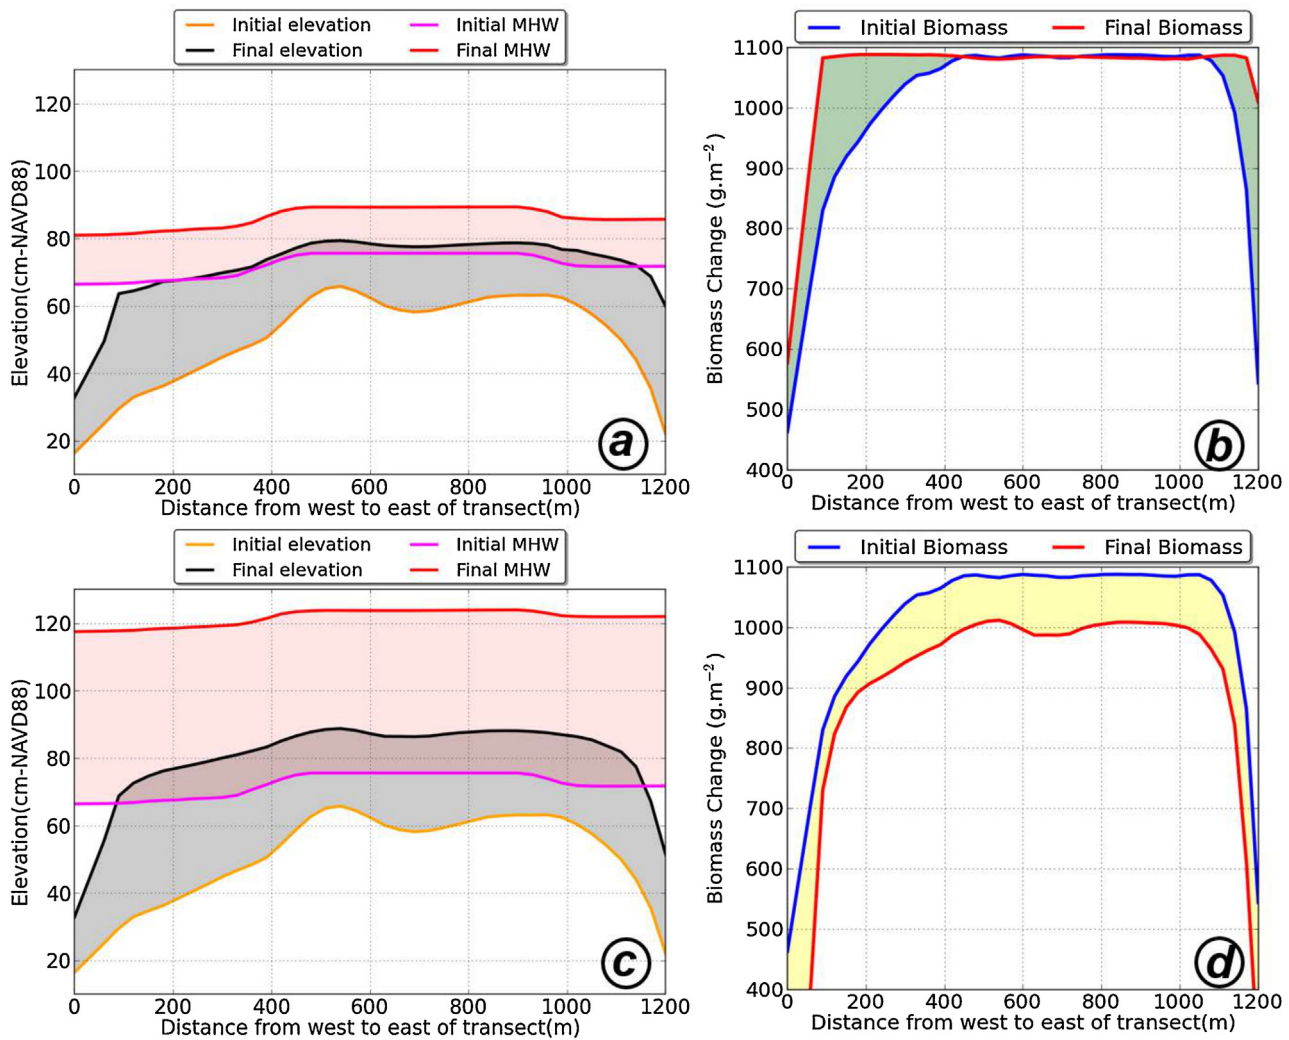 Initial elevation Initial MHW
Final elevation Final MHW
Initial Biomass Final Biomass
Elevation(cm-NAVD88)
120
100
80
60
40
20
0 200 400 600 800 1000 1200
Distance from west to east of transect(m)
a
Biomass Change (g.m⁻²)
1100
1000
900
800
700
600
500
400
0 200 400 600 800 1000 1200
Distance from west to east of transect(m)
b
Initial elevation Initial MHW
Final elevation Final MHW
Initial Biomass Final Biomass
Elevation(cm-NAVD88)
120
100
80
60
40
20
0 200 400 600 800 1000 1200
Distance from west to east of transect(m)
c
Biomass Change (g.m⁻²)
1100
1000
900
800
700
600
500
400
0 200 400 600 800 1000 1200
Distance from west to east of transect(m)
d